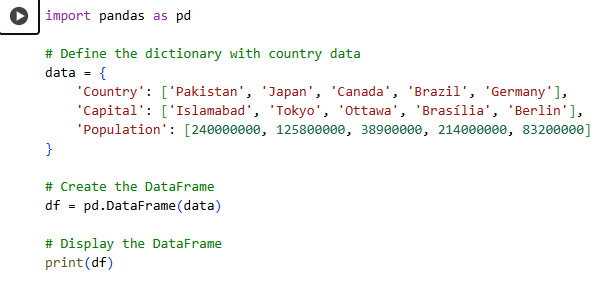 import pandas as pd

# Define the dictionary with country data
data = {
    'Country': ['Pakistan', 'Japan', 'Canada', 'Brazil', 'Germany'],
    'Capital': ['Islamabad', 'Tokyo', 'Ottawa', 'Brasília', 'Berlin'],
    'Population': [240000000, 125800000, 38900000, 214000000, 83200000]
}

# Create the DataFrame
df = pd.DataFrame(data)

# Display the DataFrame
print(df)